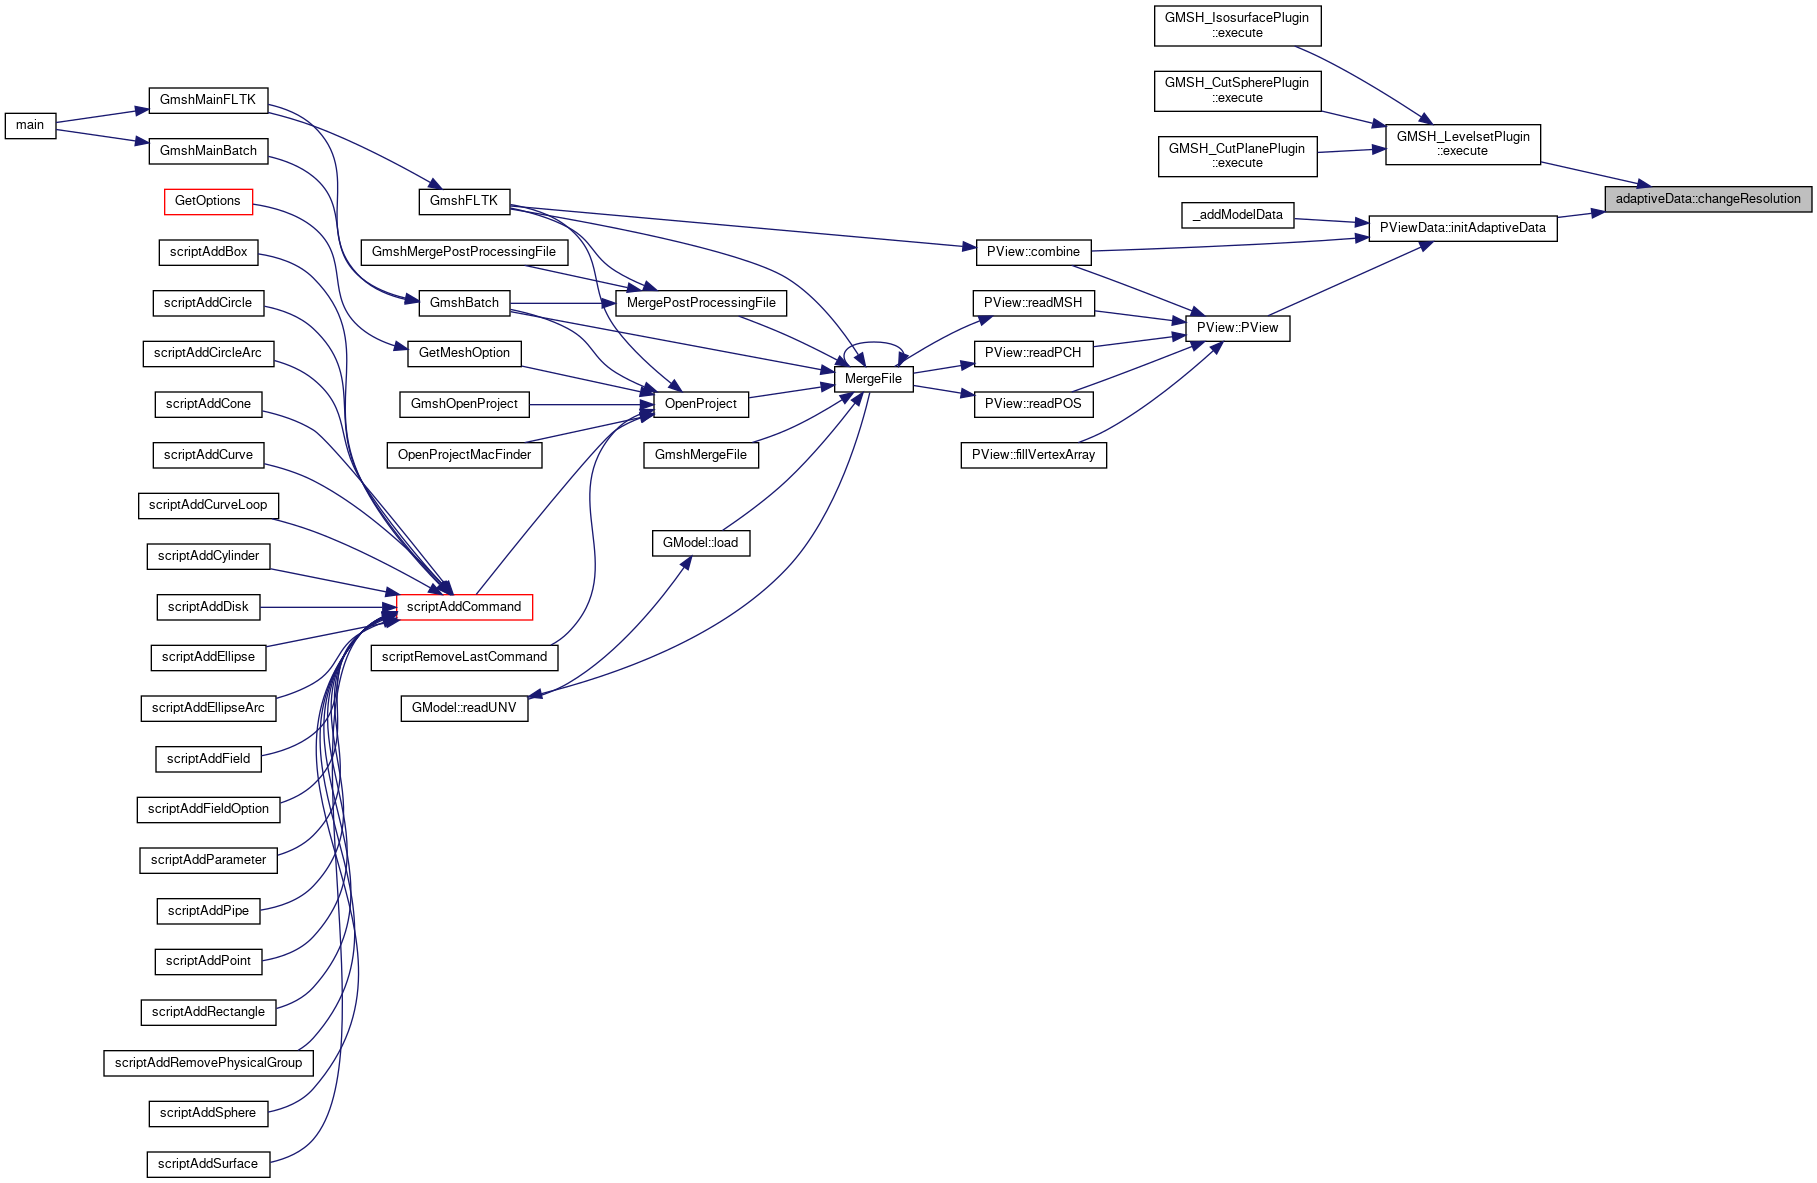 main
GmshMainFLTK
GmshMainBatch
GetOptions
scriptAddBox
scriptAddCircle
scriptAddCircleArc
scriptAddCone
scriptAddCurve
scriptAddCurveLoop
scriptAddCylinder
scriptAddDisk
scriptAddEllipse
scriptAddEllipseArc
scriptAddField
scriptAddFieldOption
scriptAddParameter
scriptAddPipe
scriptAddPoint
scriptAddRectangle
scriptAddRemovePhysicalGroup
scriptAddSphere
scriptAddSurface
GmshFLTK
GmshMergePostProcessingFile
GmshBatch
GetMeshOption
GmshOpenProject
OpenProjectMacFinder
scriptAddCommand
scriptRemoveLastCommand
GModel::readUNV
MergePostProcessingFile
OpenProject
GmshMergeFile
GModel::load
MergeFile
PView::combine
PView::readMSH
PView::readPCH
PView::readPOS
PView::fillVertexArray
GMSH_IsosurfacePlugin
::execute
GMSH_CutSpherePlugin
::execute
GMSH_CutPlanePlugin
::execute
_addModelData
PView::PView
GMSH_LevelsetPlugin
::execute
PViewData::initAdaptiveData
adaptiveData::changeResolution